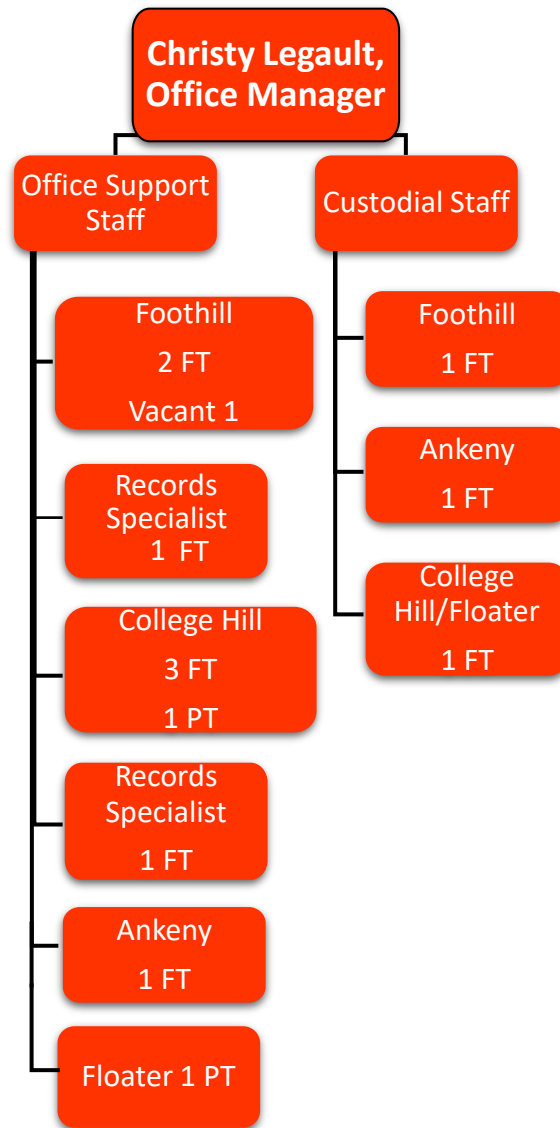 Christy Legault,
Office Manager
Office Support
Staff
Foothill
2 FT
Vacant 1
Records
Specialist
1 FT
College Hill
3 FT
1 PT
Records
Specialist
1 FT
Ankeny
1 FT
Floater 1 PT
Custodial Staff
Foothill
1 FT
Ankeny
1 FT
College
Hill/Floater
1 FT